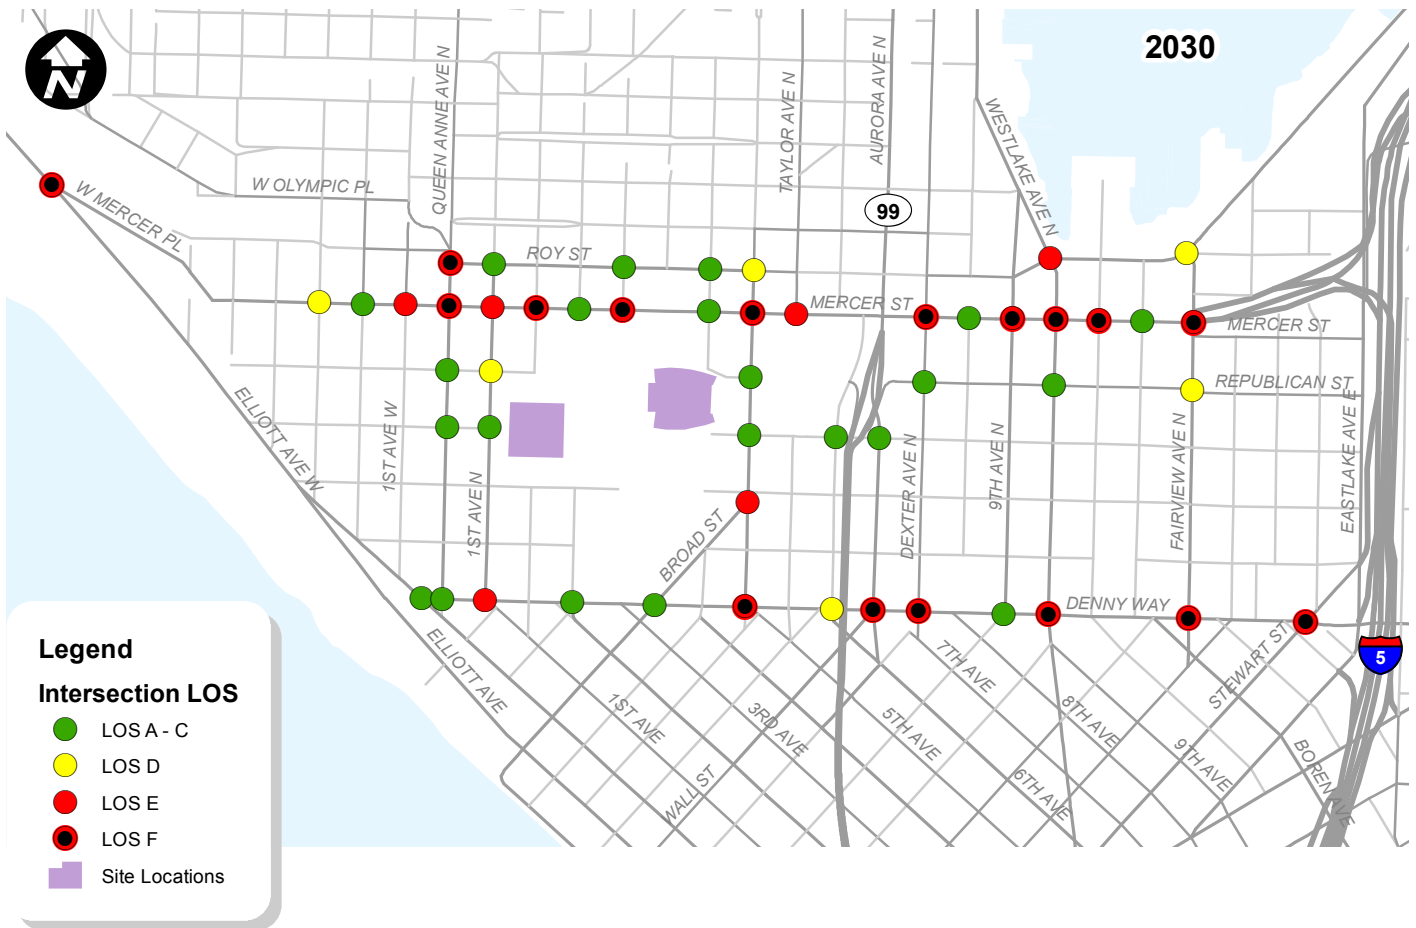 2030
N
QUEEN ANNE AVE N
TAYLOR AVE N
AURORA AVE N
WESTLAKE AVE N
W OLYMPIC PL
W MERCER PL
99
ROY ST
MERCER ST
MERCER ST
REPUBLICAN ST
ELLIOTT AVE W
1ST AVE W
1ST AVE N
BROAD ST
DEXTER AVE N
9TH AVE N
FAIRVIEW AVE N
EASTLAKE AVE E
DENNY WAY
ELLIOTT AVE
1ST AVE
3RD AVE
WALL ST
5TH AVE
6TH AVE
7TH AVE
8TH AVE
9TH AVE
STEWART ST
BOREN AVE
5
Legend
Intersection LOS
LOS A - C
LOS D
LOS E
LOS F
Site Locations